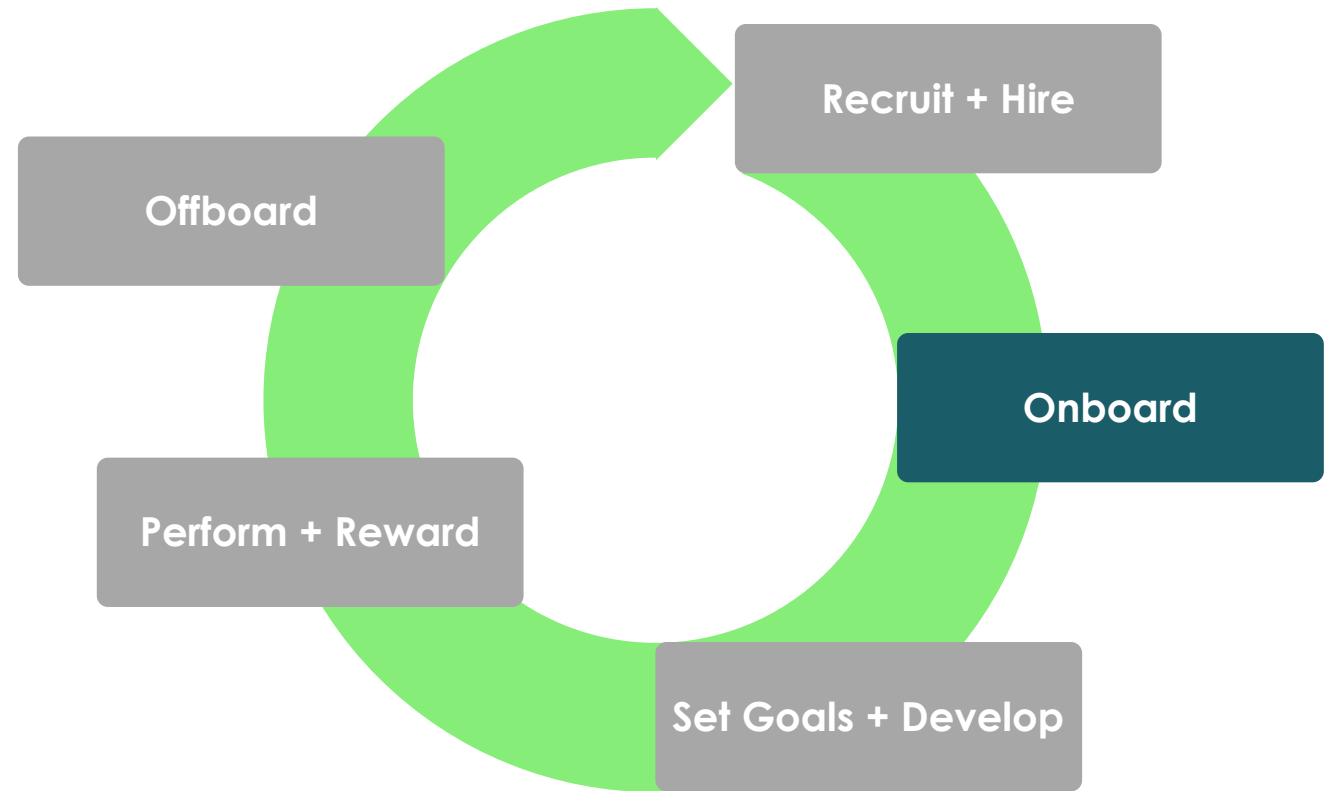 Recruit + Hire
Onboard
Set Goals + Develop
Perform + Reward
Offboard